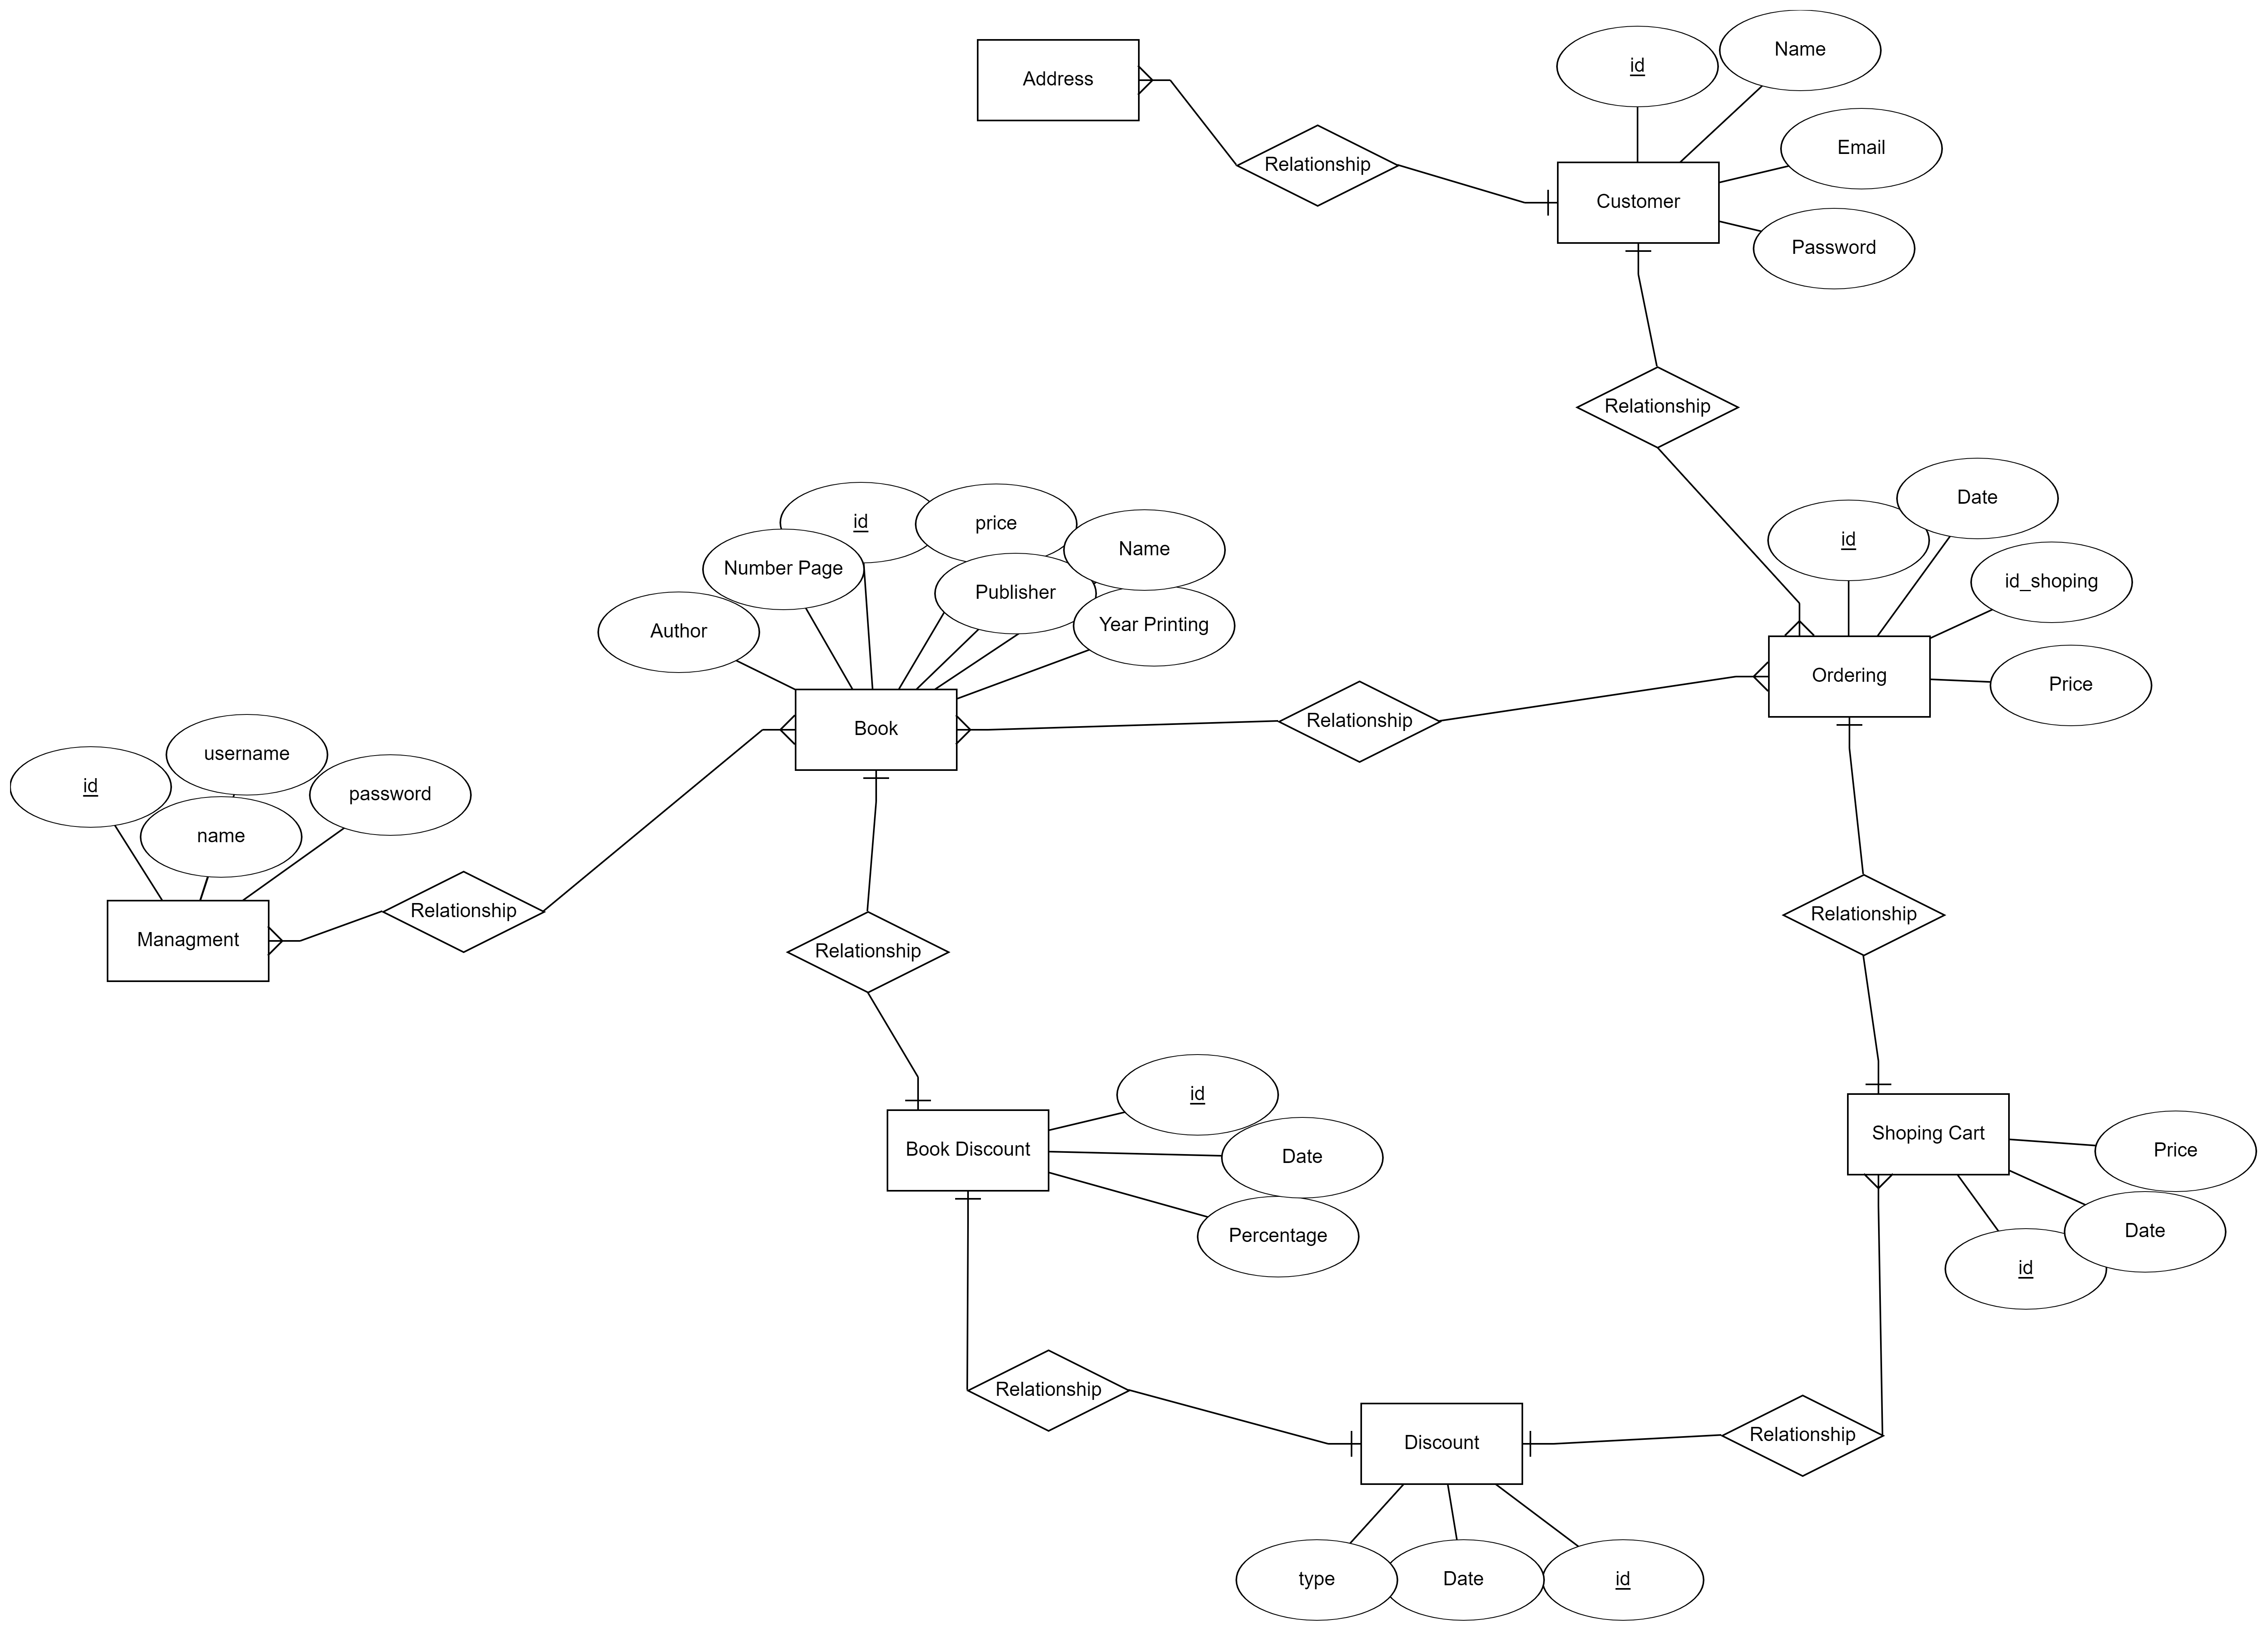 Address
id
Name
Email
Customer
Password
Relationship
Relationship
id
Date
id_shoping
Price
Ordering
id
price
Name
Number Page
Publisher
Year Printing
Author
Book
Relationship
id
username
password
name
Managment
Relationship
Relationship
Relationship
id
Date
Percentage
Book Discount
Shoping Cart
Price
Date
id
Relationship
Discount
Relationship
type
Date
id